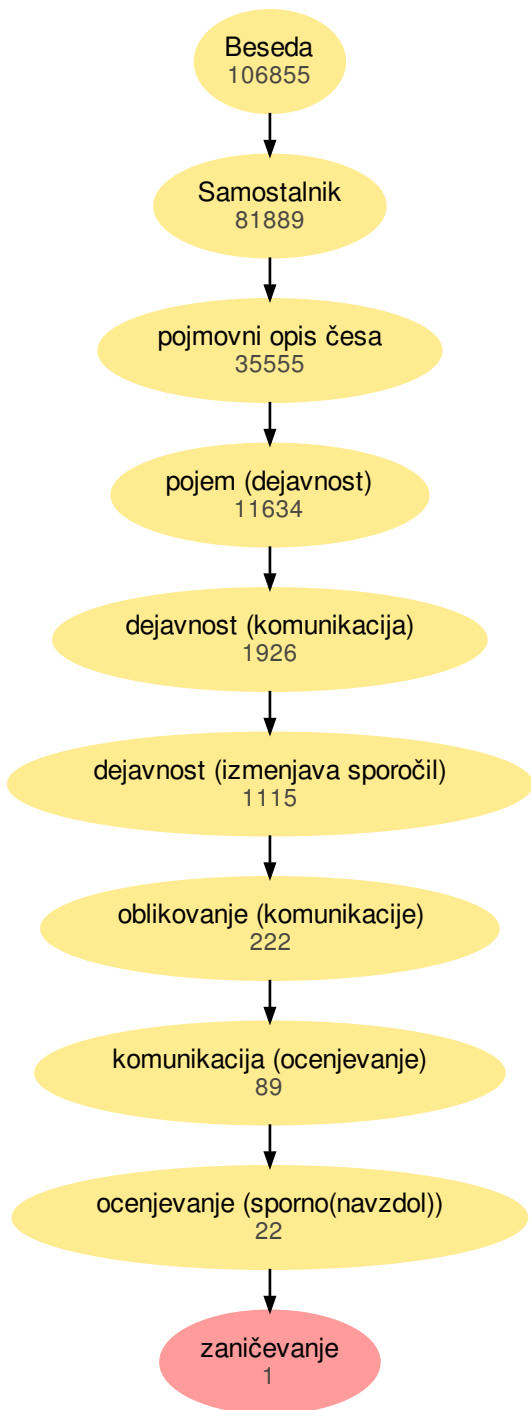 Beseda
106855
Samostalnik
81889
pojmovni opis česa
35555
pojem (dejavnost)
11634
dejavnost (komunikacija)
1926
dejavnost (izmenjava sporočil)
1115
oblikovanje (komunikacije)
222
komunikacija (ocenjevanje)
89
ocenjevanje (sporno(navzdol))
22
zaničevanje
1